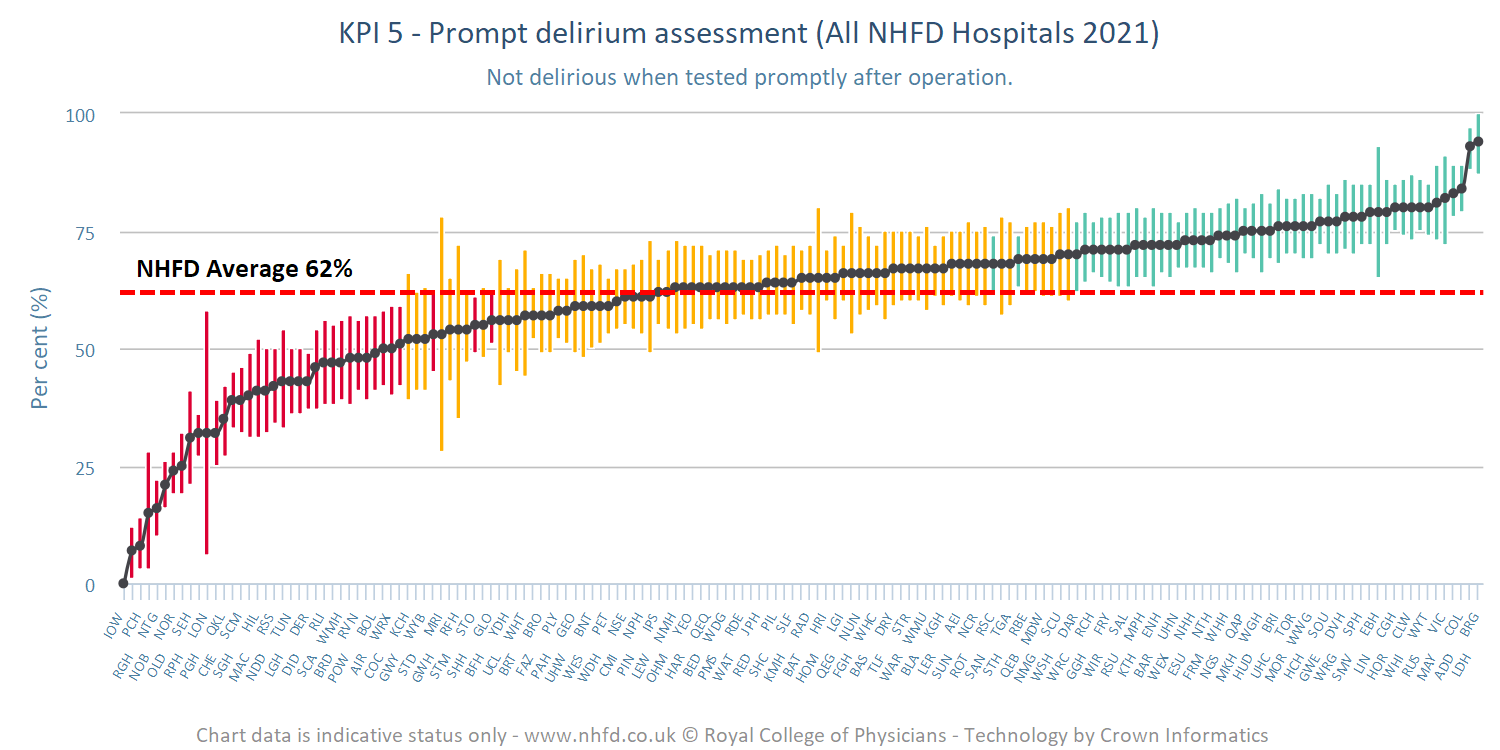 KPI 5 - Prompt delirium assessment (All NHFD Hospitals 2021)
Not delirious when tested promptly after operation.
100
75
NHFD Average 62%
50
25
0
Per cent (%)
IOW PCH NTG NOR SEH LON QKL SCM HIL RSS TUN DER RLI WMH RVN BOL WRX KCH WYB MRI RFH STO GLO YDH WHT BRO PLY GEO BNT PET NSE NPH IPS NMH YEO QEQ WDG RDE JPH PIL SLF RAD HRI LGI NUN WHC DRY STR WMU KGH AEI NCR RSC TGA RBE MDW SCU DAR RCH FRY SAL MPH ENH UHN NHH NTH WHH QAP WGH BRI TOR WWG SOU DVH SPH EBH CGH CLW WYT VIC COL BRG
RGH NOB OLD RPH PGH CHE SGH MAC NDD LGH DID SCA BRD POW AIR COC GWY STD GWH STM SHH BFH UCL BRT FAZ PAH UHW WES WDH CMI PIN LEW OHM HAR BED PMS WAT RED SHC KMH BAT HOM QEG FGH BAS TLF WAR BLA LER SUN ROT SAN STH QEB NMG WSH WRC GGH WIR RSU KTH BAR WEX ESU FRM NGS MKH HUD UHC MOR HCH GWE WRG SMV LIN HOR WHI RUS MAY ADD LDH
Chart data is indicative status only - www.nhfd.co.uk © Royal College of Physicians - Technology by Crown Informatics